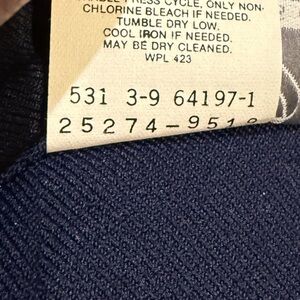 PRESS CYCLE, ONLY NON-
CHLORINE BLEACH IF NEEDED.
TUMBLE DRY LOW.
COOL IRON IF NEEDED.
MAY BE DRY CLEANED.
WPL 423
531 3-9 64197-1
25274-951